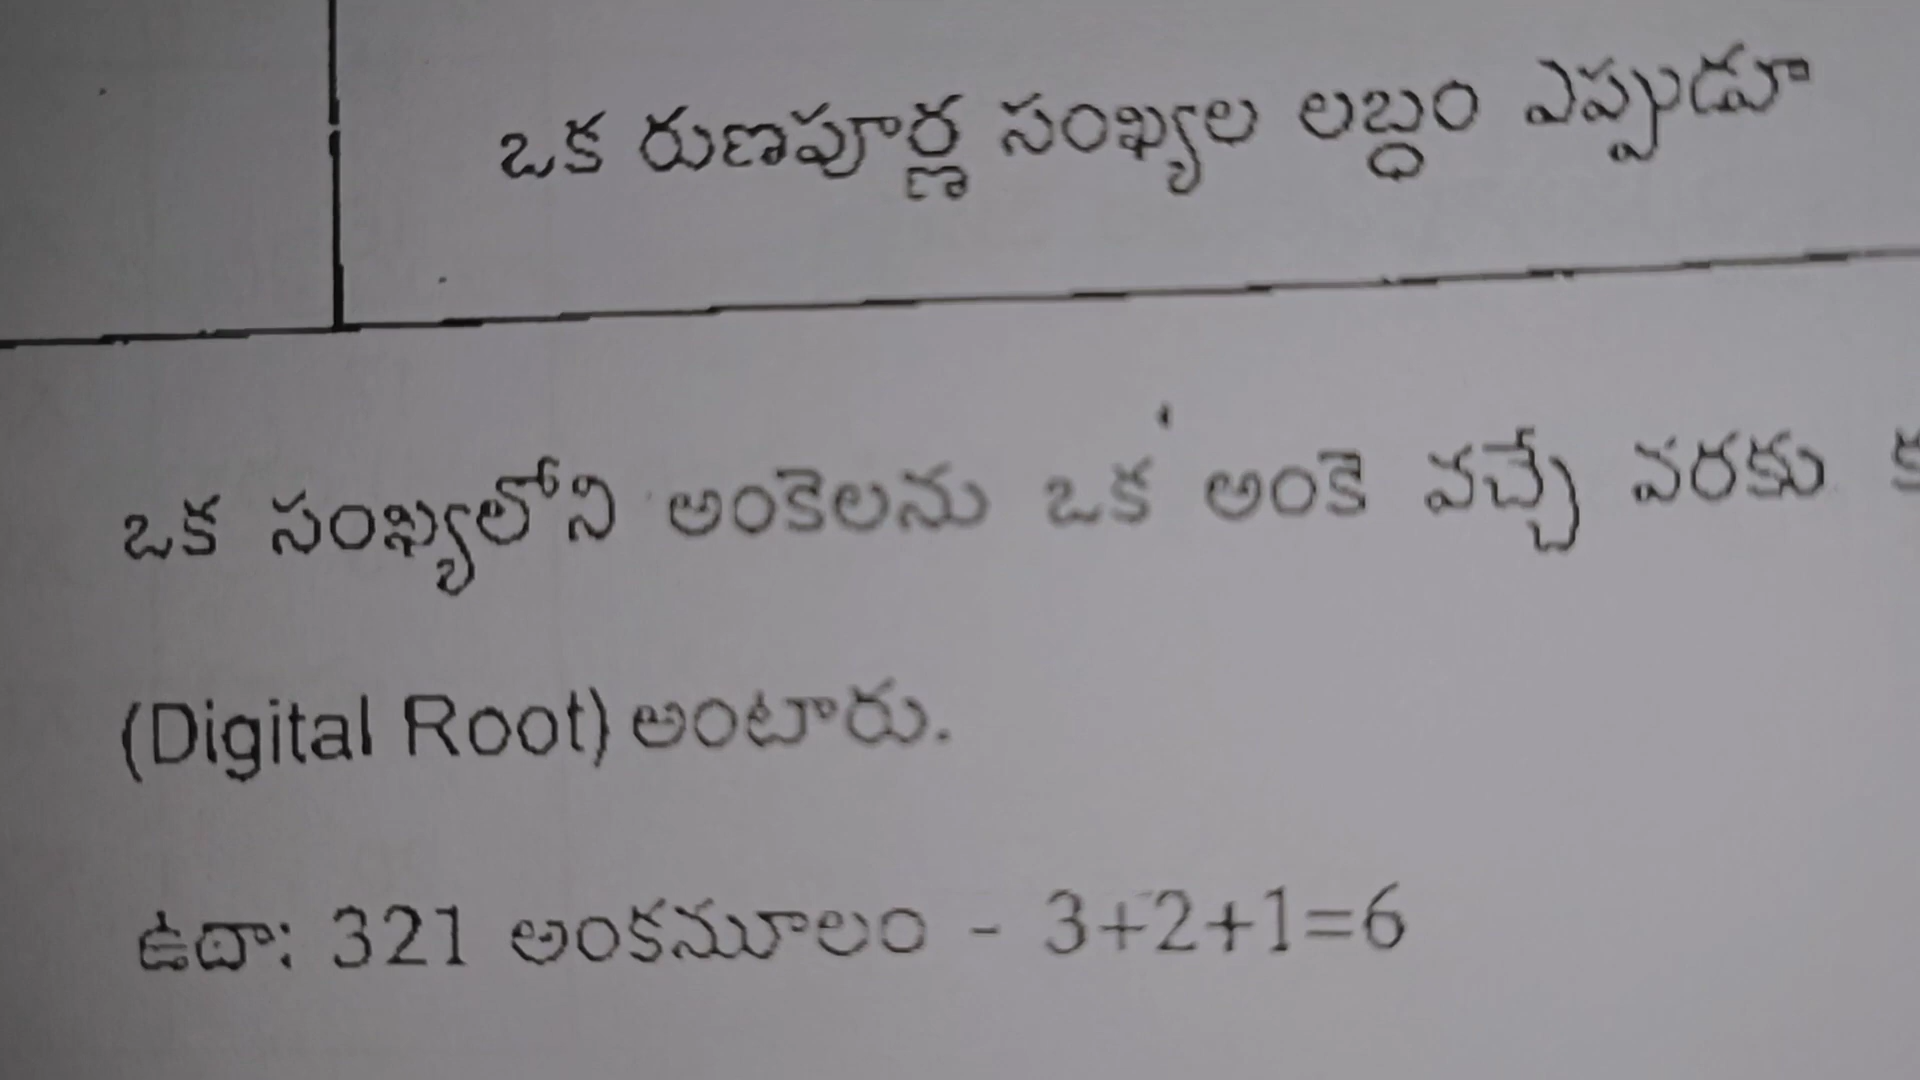 ఒక రుణపూర్ణ సంఖ్యల లబ్ధం ఎప్పుడూ
ఒక సంఖ్యలోని అంకెలను ఒక అంకె వచ్చే వరకు
(Digital Root) అంటారు.
ఉదా: 321 అంకమూలం - 3+2+1=6